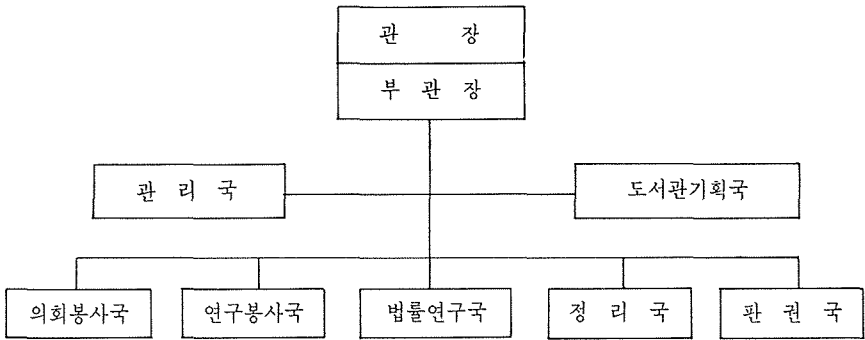 관 장
부 관 장
관 리 국
도서관기획국
의회봉사국
연구봉사국
법률연구국
정 리 국
판 권 국